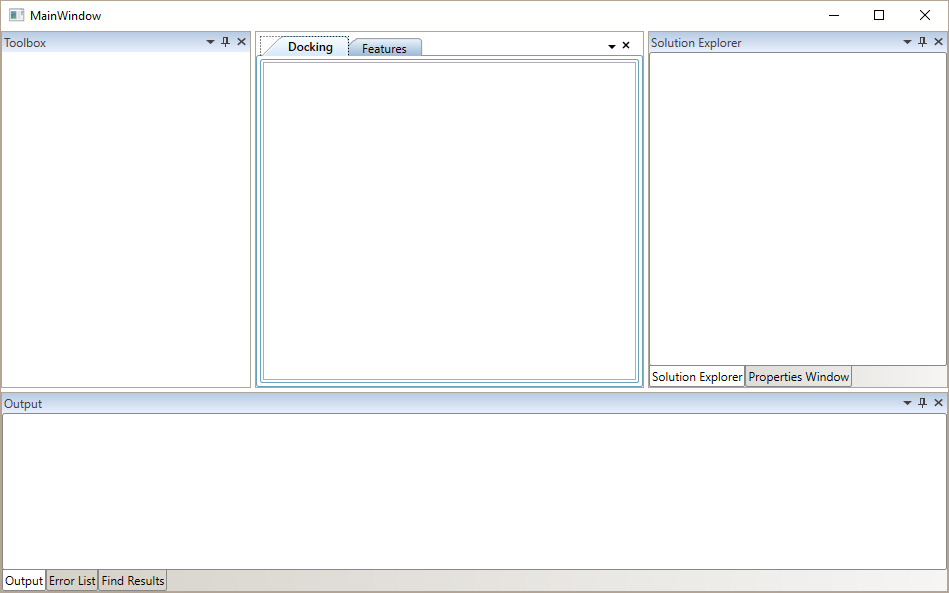 MainWindow
Toolbox
Docking
Features
Solution Explorer
Solution Explorer
Properties Window
Output
Output
Error List
Find Results